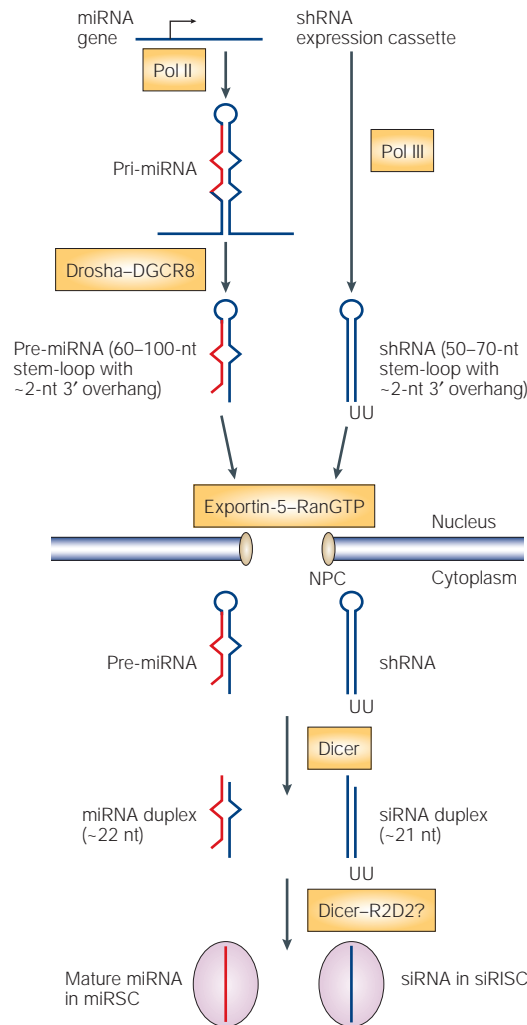 miRNA
gene
shRNA
expression cassette
Pol II
Pol III
Pri-miRNA
Drosha–DGCR8
Pre-miRNA (60–100-nt
stem-loop with
~2-nt 3′ overhang)
shRNA (50–70-nt
stem-loop with
~2-nt 3′ overhang)
UU
Exportin-5–RanGTP
Nucleus
NPC
Cytoplasm
Pre-miRNA
shRNA
UU
Dicer
miRNA duplex
(~22 nt)
siRNA duplex
(~21 nt)
UU
Dicer–R2D2?
Mature miRNA
in miRSC
siRNA in siRISC